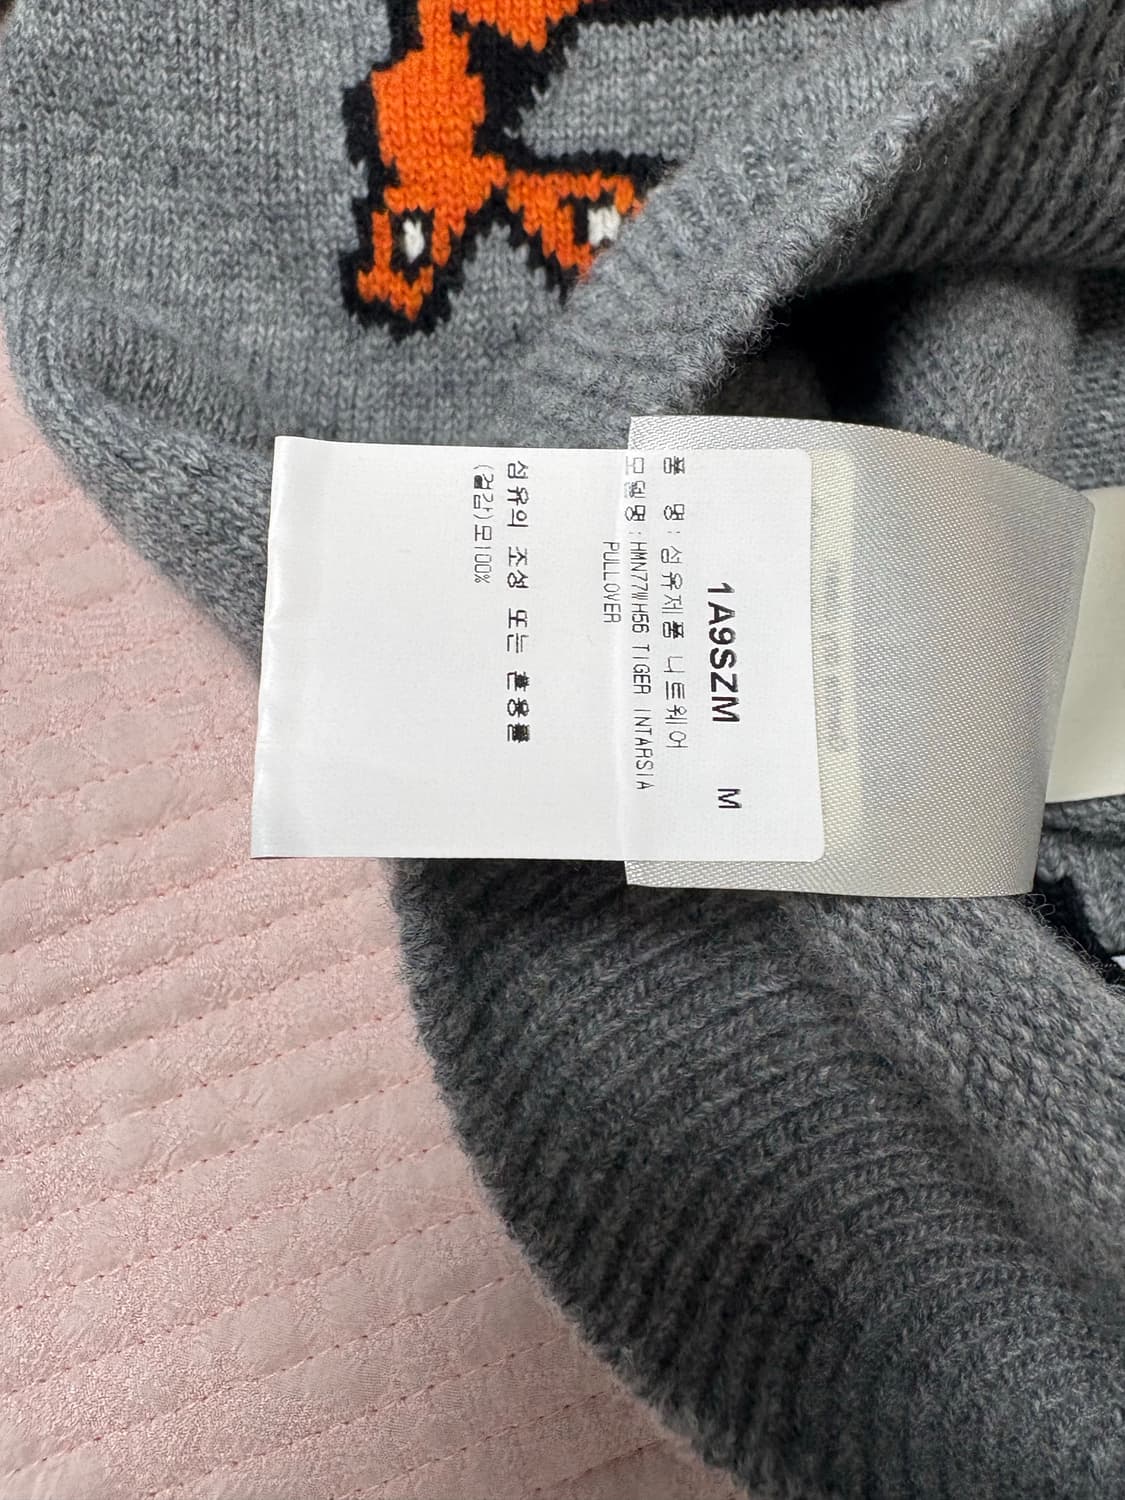 1A9SZM M
품 명: 섬유제품 니트웨어
모델명:HMN77WH56 TIGER INTARSIA
PULLOVER
섬유의 조성 또는 혼용률
(겉감)모100%